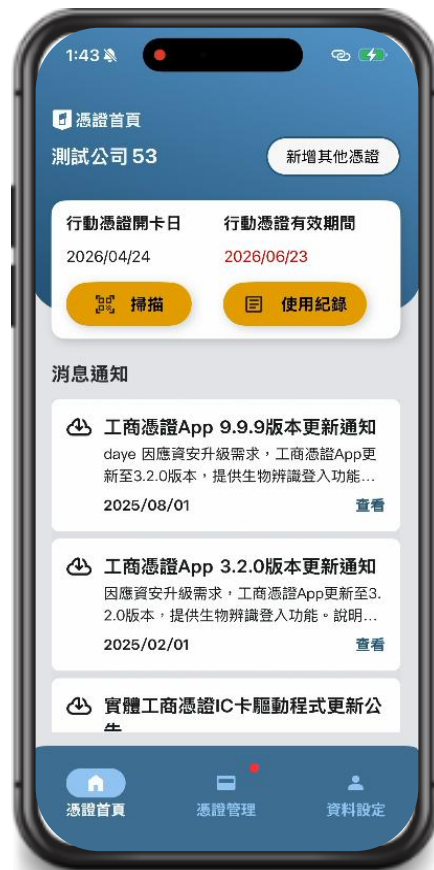 1:43
憑證首頁
測試公司 53
新增其他憑證
行動憑證開卡日
行動憑證有效期間
2026/04/24
2026/06/23
掃描
使用紀錄
消息通知
工商憑證App 9.9.9版本更新通知
daye 因應資安升級需求，工商憑證App更
新至3.2.0版本，提供生物辨識登入功能...
2025/08/01
查看
工商憑證App 3.2.0版本更新通知
因應資安升級需求，工商憑證App更新至3.
2.0版本，提供生物辨識登入功能。說明...
2025/02/01
查看
實體工商憑證IC卡驅動程式更新公
憑證首頁
憑證管理
資料設定